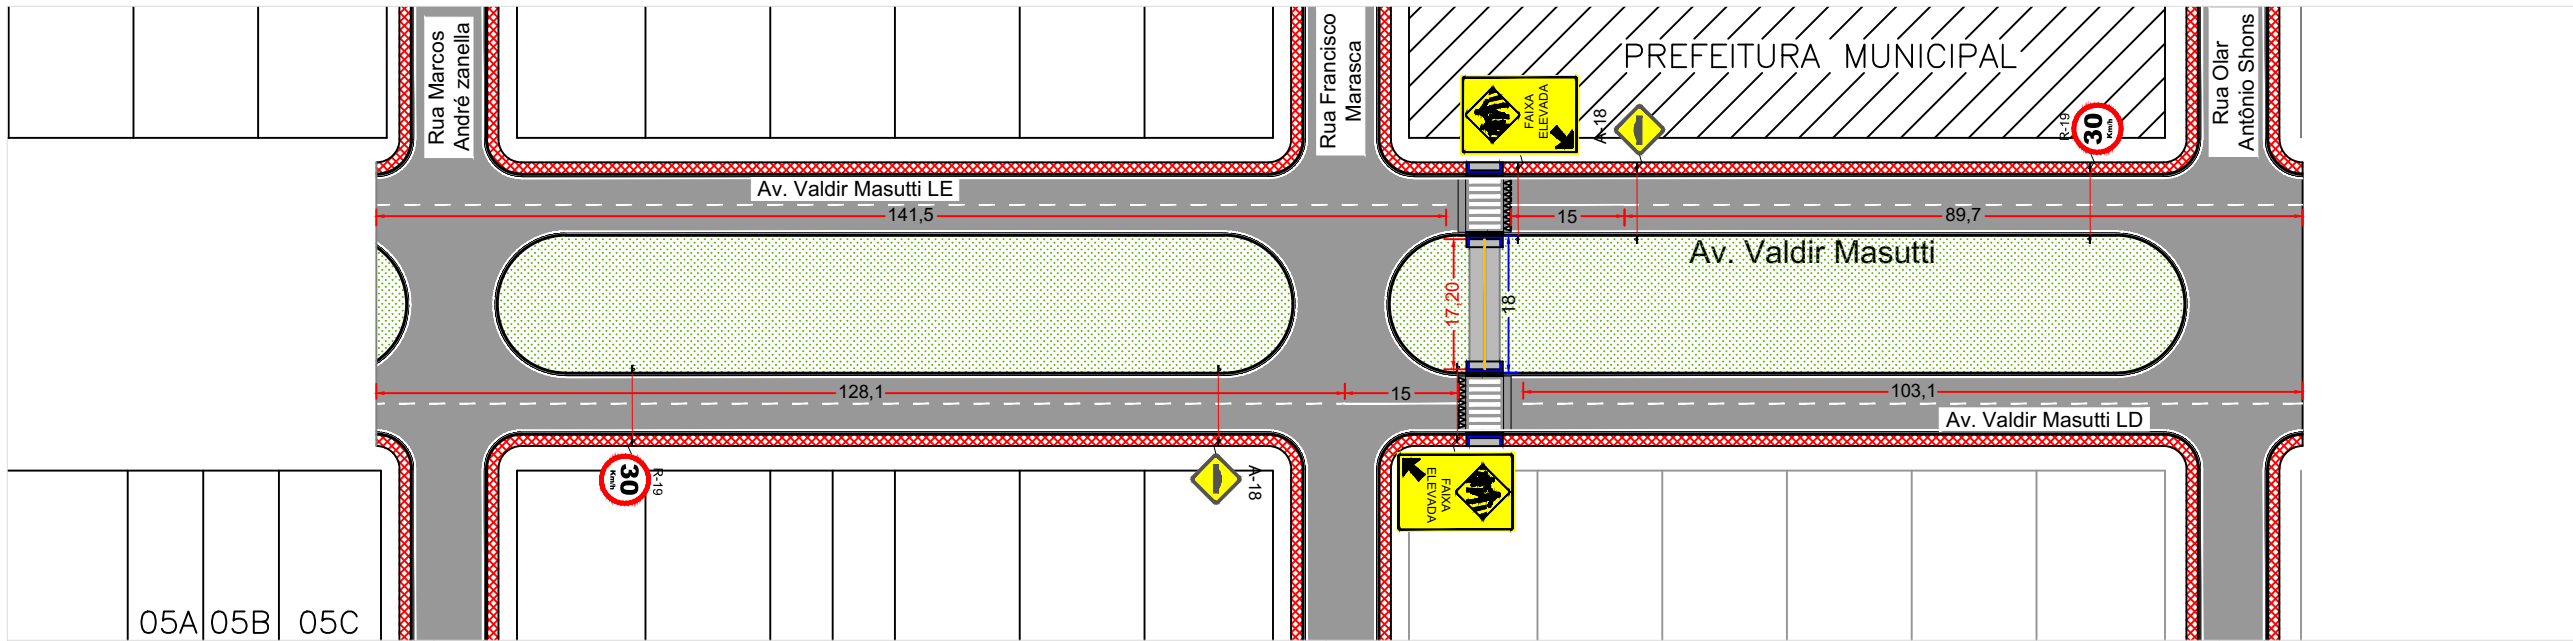 Rua Marcos
André zanella
Rua Francisco
Marasca
PREFEITURA MUNICIPAL
Rua Olar
Antônio Shons
FAIXA
ELEVADA
A-18
R-19
30
Km/h
Av. Valdir Masutti LE
141,5
15
89,7
Av. Valdir Masutti
17,20
18
128,1
15
103,1
Av. Valdir Masutti LD
30
Km/h
R-19
A-18
FAIXA
ELEVADA
05A
05B
05C